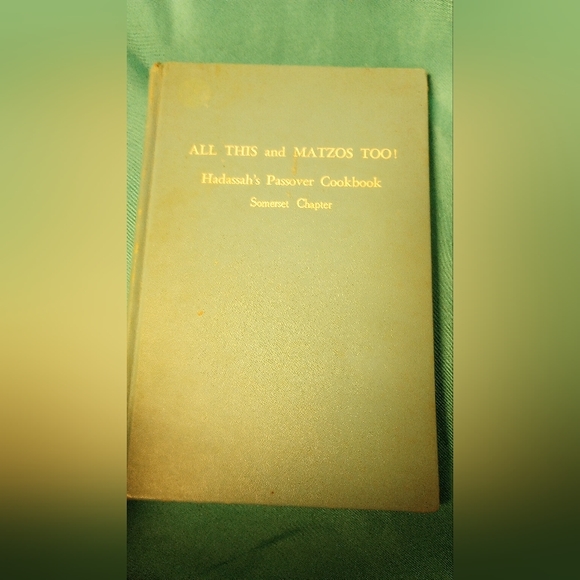 ALL THIS and MATZOS TOO!
Hadassah's Passover Cookbook
Somerset Chapter